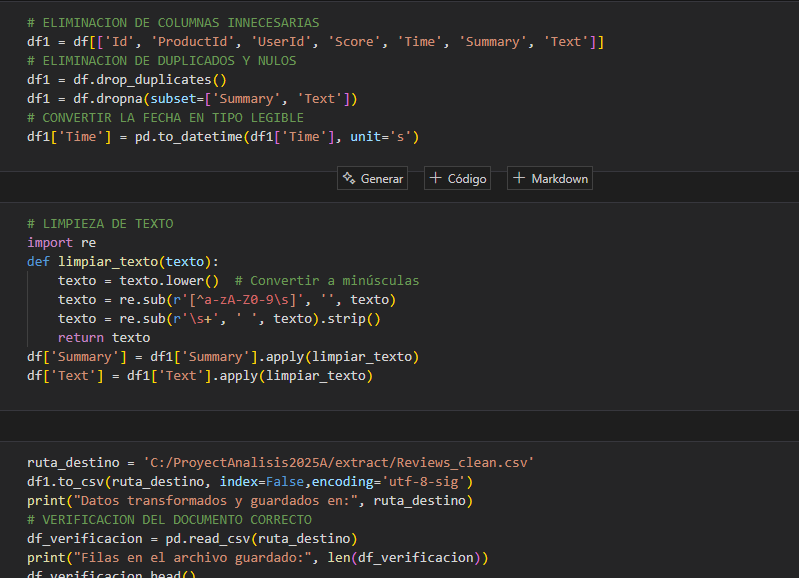 # ELIMINACION DE COLUMNAS INNECESARIAS
df1 = df[['Id', 'ProductId', 'UserId', 'Score', 'Time', 'Summary', 'Text']]
# ELIMINACION DE DUPLICADOS Y NULOS
df1 = df.drop_duplicates()
df1 = df.dropna(subset=['Summary', 'Text'])
# CONVERTIR LA FECHA EN TIPO LEGIBLE
df1['Time'] = pd.to_datetime(df1['Time'], unit='s')
Generar + Código + Markdown
# LIMPIEZA DE TEXTO
import re
def limpiar_texto(texto):
    texto = texto.lower()  # Convertir a minúsculas
    texto = re.sub(r'[^a-zA-Z0-9\s]', '', texto)
    texto = re.sub(r'\s+', ' ', texto).strip()
    return texto
df['Summary'] = df1['Summary'].apply(limpiar_texto)
df['Text'] = df1['Text'].apply(limpiar_texto)
ruta_destino = 'C:/ProyectAnalisis2025A/extract/Reviews_clean.csv'
df1.to_csv(ruta_destino, index=False,encoding='utf-8-sig')
print("Datos transformados y guardados en:", ruta_destino)
# VERIFICACION DEL DOCUMENTO CORRECTO
df_verificacion = pd.read_csv(ruta_destino)
print("Filas en el archivo guardado:", len(df_verificacion))
df_verificacion.head()